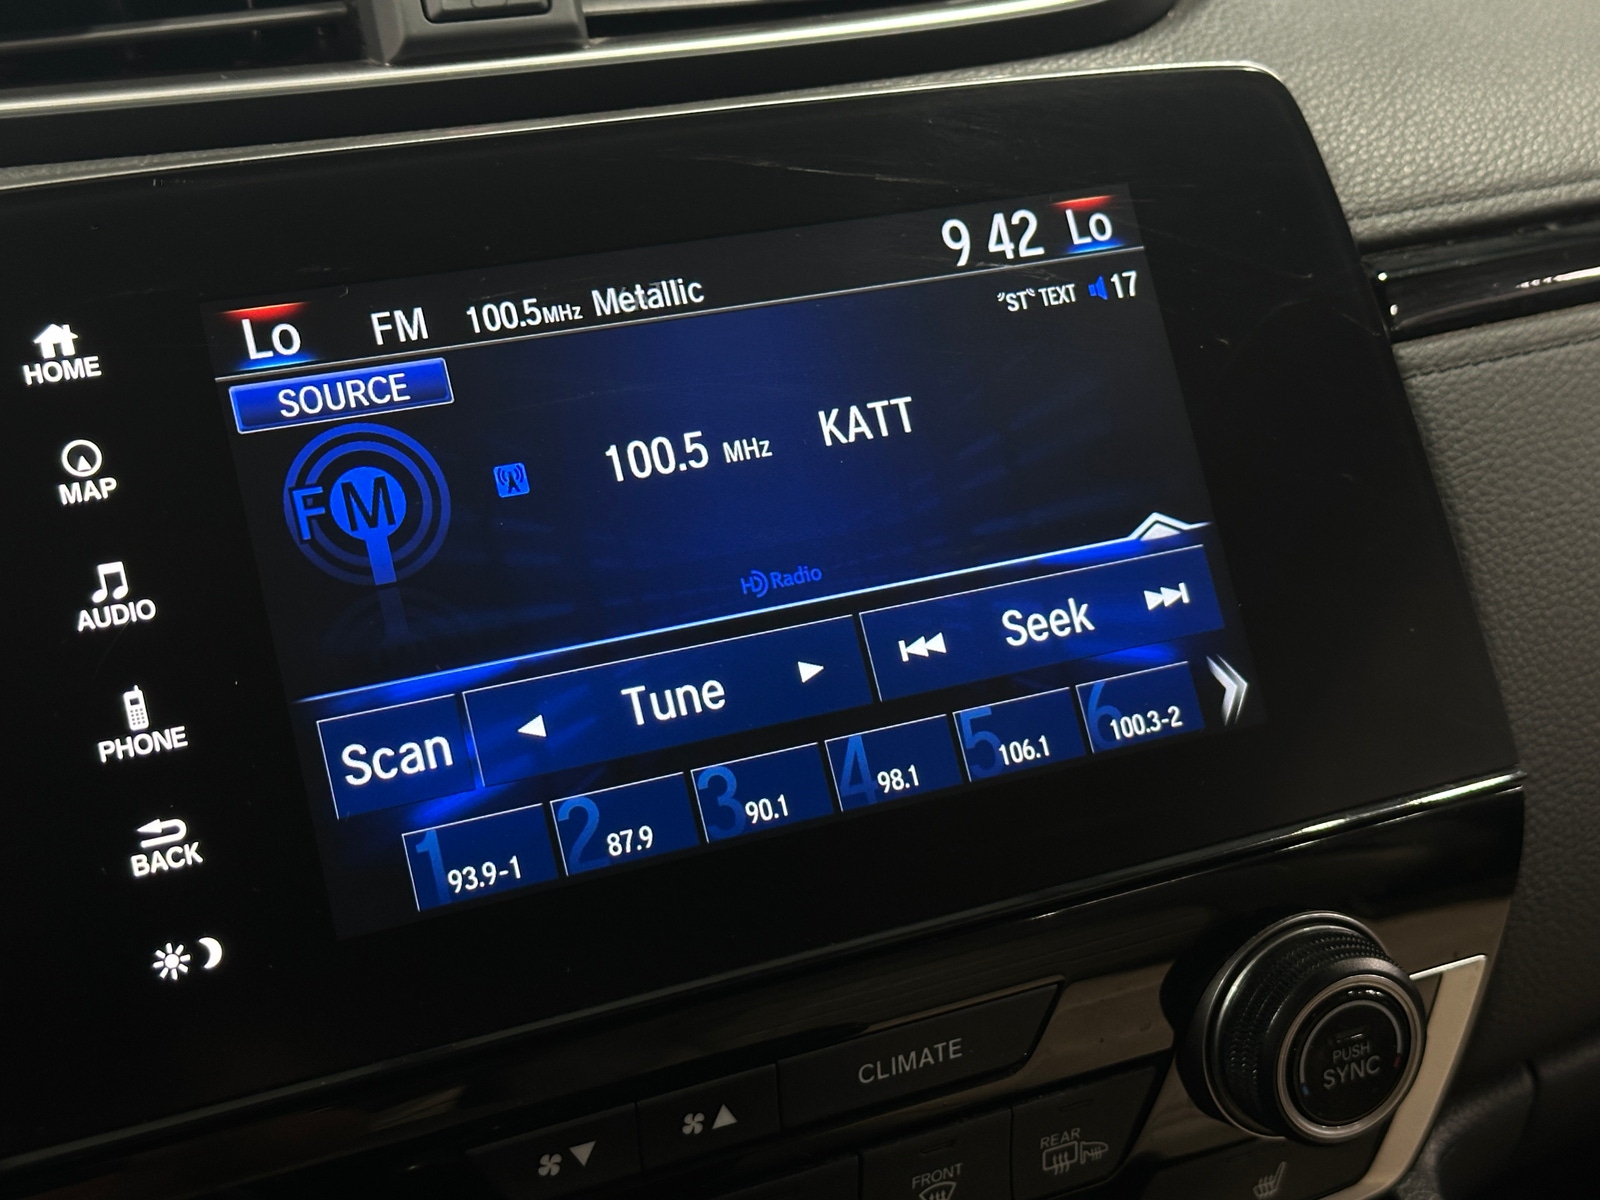 9 42 Lo
Lo FM 100.5MHz Metallic
"ST" TEXT 17
HOME
SOURCE
100.5 MHz KATT
MAP
FM
HD Radio
AUDIO
Scan Tune Seek
PHONE
1 93.9-1
2 87.9
3 90.1
4 98.1
5 106.1
6 100.3-2
BACK
CLIMATE
PUSH
SYNC
REAR
FRONT